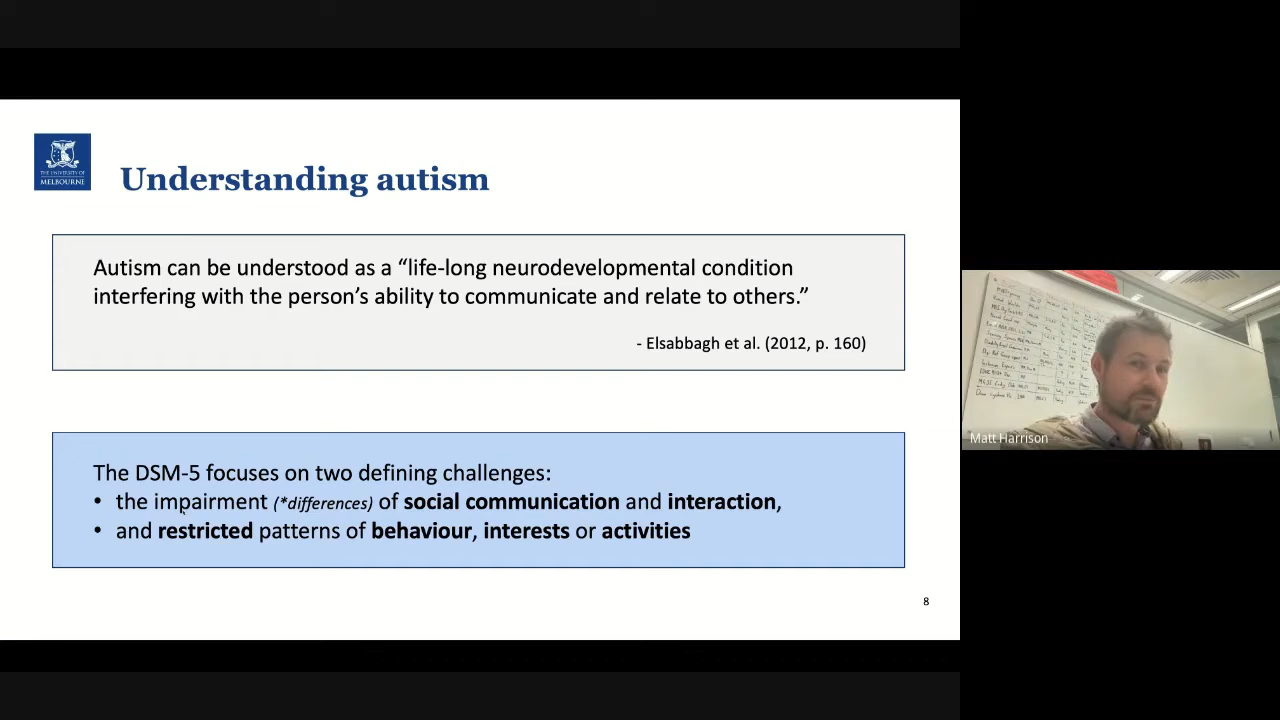 THE UNIVERSITY OF
MELBOURNE
Understanding autism
Autism can be understood as a “life-long neurodevelopmental condition
interfering with the person’s ability to communicate and relate to others.”
- Elsabbagh et al. (2012, p. 160)
The DSM-5 focuses on two defining challenges:
• the impairment (*differences) of social communication and interaction,
• and restricted patterns of behaviour, interests or activities
8
Matt Harrison